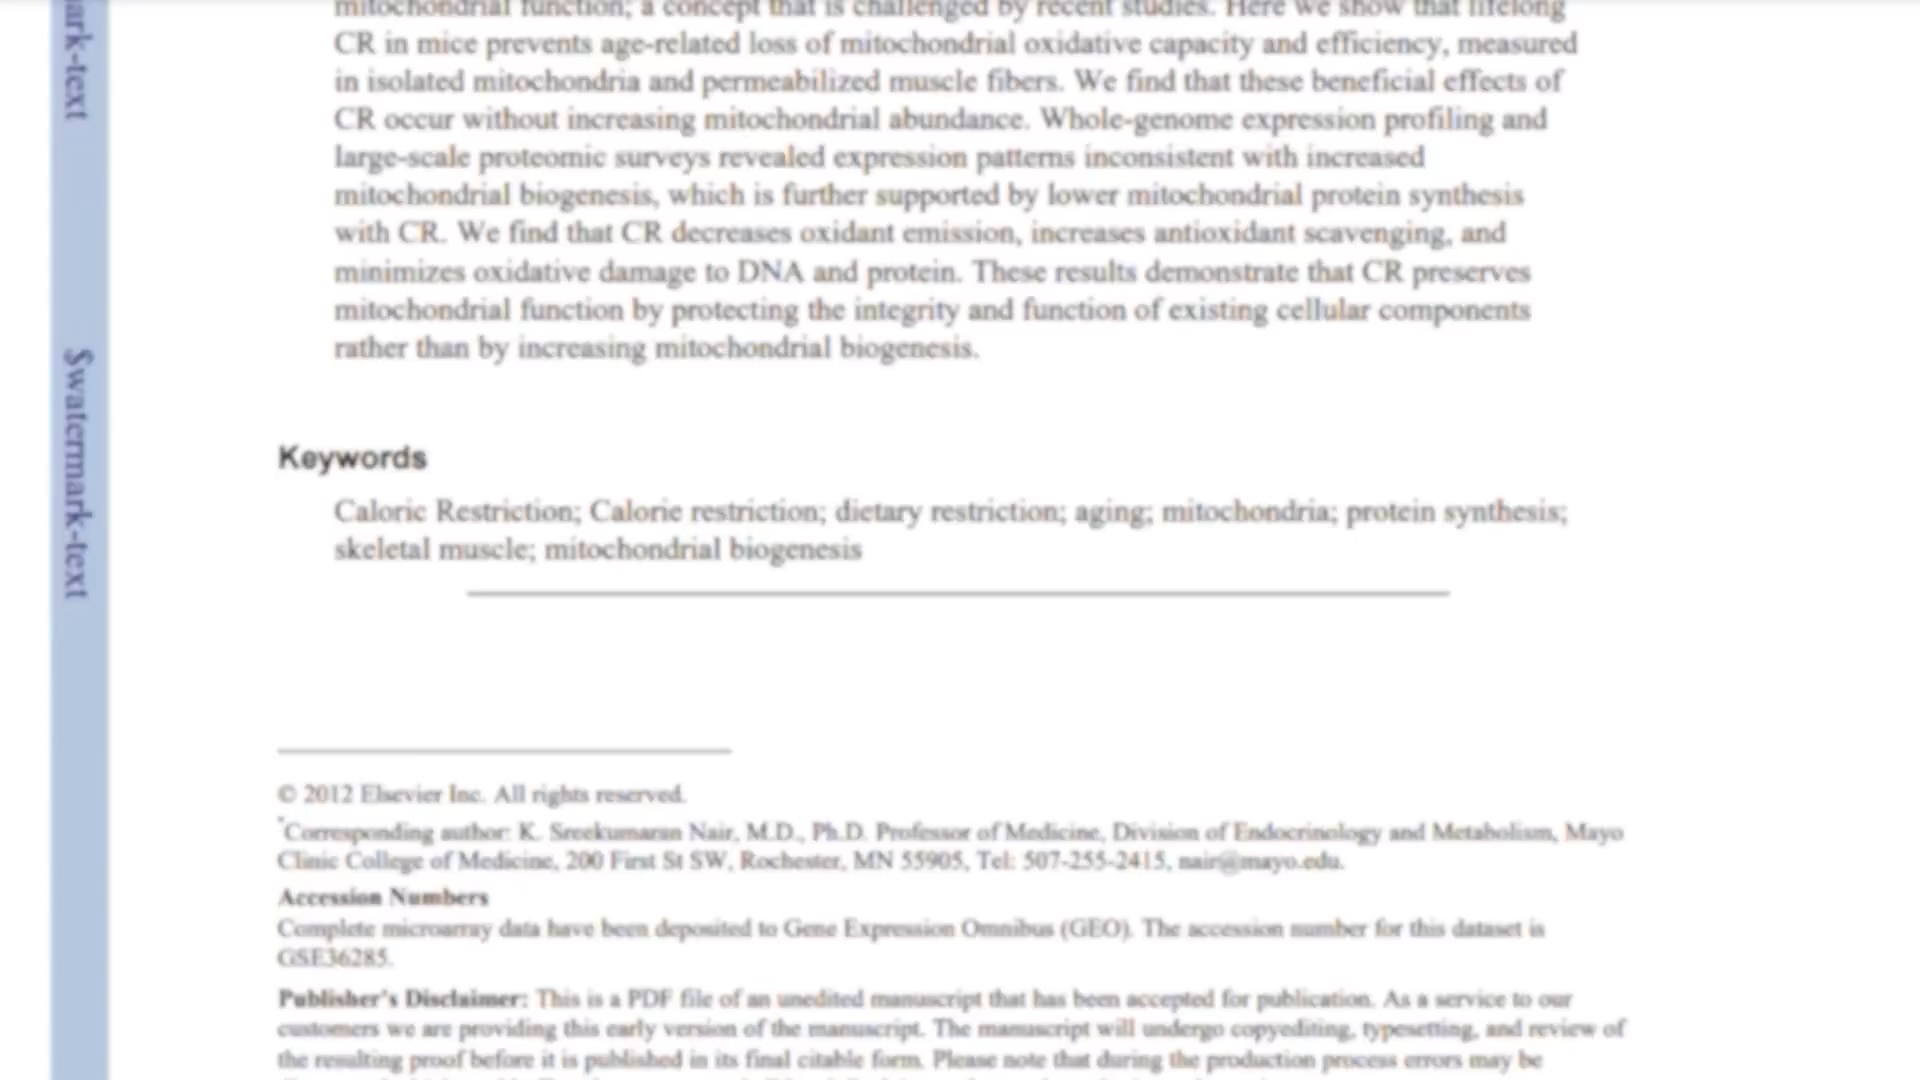 mitochondrial function; a concept that is challenged by recent studies. Here we show that lifelong
CR in mice prevents age-related loss of mitochondrial oxidative capacity and efficiency, measured
in isolated mitochondria and permeabilized muscle fibers. We find that these beneficial effects of
CR occur without increasing mitochondrial abundance. Whole-genome expression profiling and
large-scale proteomic surveys revealed expression patterns inconsistent with increased
mitochondrial biogenesis, which is further supported by lower mitochondrial protein synthesis
with CR. We find that CR decreases oxidant emission, increases antioxidant scavenging, and
minimizes oxidative damage to DNA and protein. These results demonstrate that CR preserves
mitochondrial function by protecting the integrity and function of existing cellular components
rather than by increasing mitochondrial biogenesis.
Keywords
Caloric Restriction; Calorie restriction; dietary restriction; aging; mitochondria; protein synthesis;
skeletal muscle; mitochondrial biogenesis
© 2012 Elsevier Inc. All rights reserved.
*Corresponding author: K. Sreekumaran Nair, M.D., Ph.D. Professor of Medicine, Division of Endocrinology and Metabolism, Mayo
Clinic College of Medicine, 200 First St SW, Rochester, MN 55905, Tel: 507-255-2415, nair@mayo.edu.
Accession Numbers
Complete microarray data have been deposited to Gene Expression Omnibus (GEO). The accession number for this dataset is
GSE36285.
Publisher's Disclaimer: This is a PDF file of an unedited manuscript that has been accepted for publication. As a service to our
customers we are providing this early version of the manuscript. The manuscript will undergo copyediting, typesetting, and review of
the resulting proof before it is published in its final citable form. Please note that during the production process errors may be
ark-text
$watermark-text